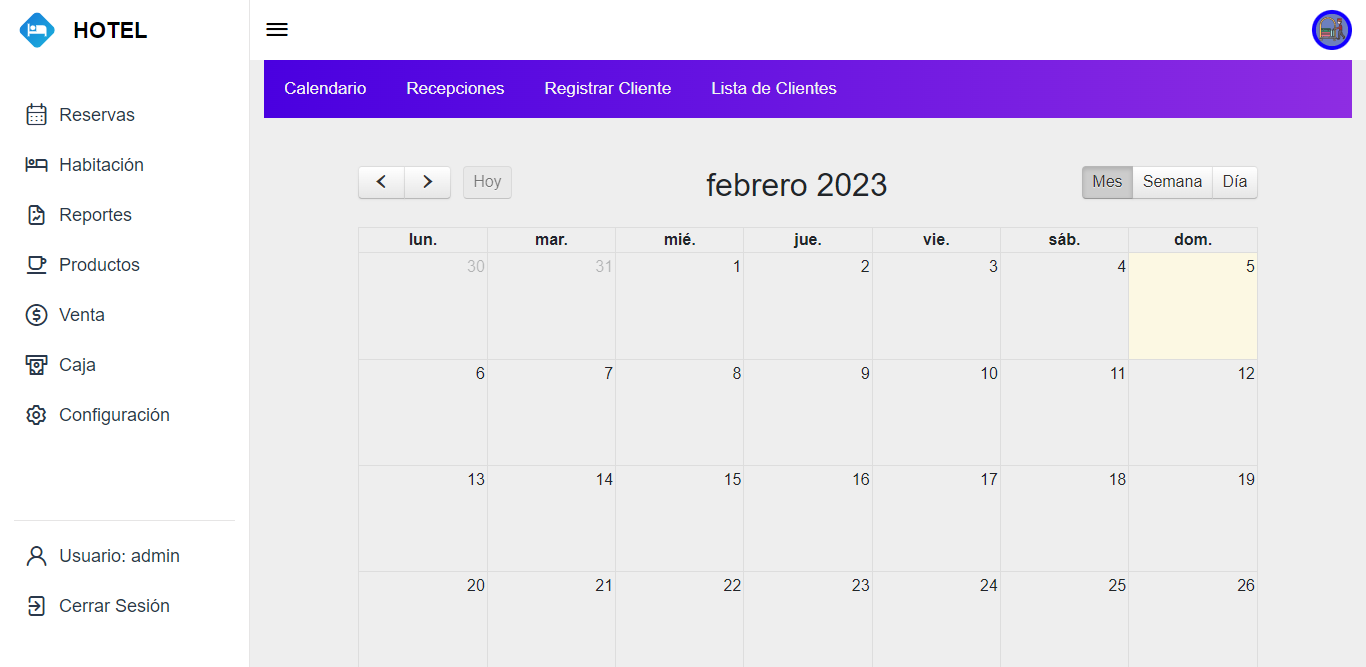 HOTEL
Reservas
Habitación
Reportes
Productos
Venta
Caja
Configuración
Usuario: admin
Cerrar Sesión
Calendario Recepciones Registrar Cliente Lista de Clientes
Hoy febrero 2023 Mes Semana Día
lun. mar. mié. jue. vie. sáb. dom.
30 31 1 2 3 4 5
6 7 8 9 10 11 12
13 14 15 16 17 18 19
20 21 22 23 24 25 26